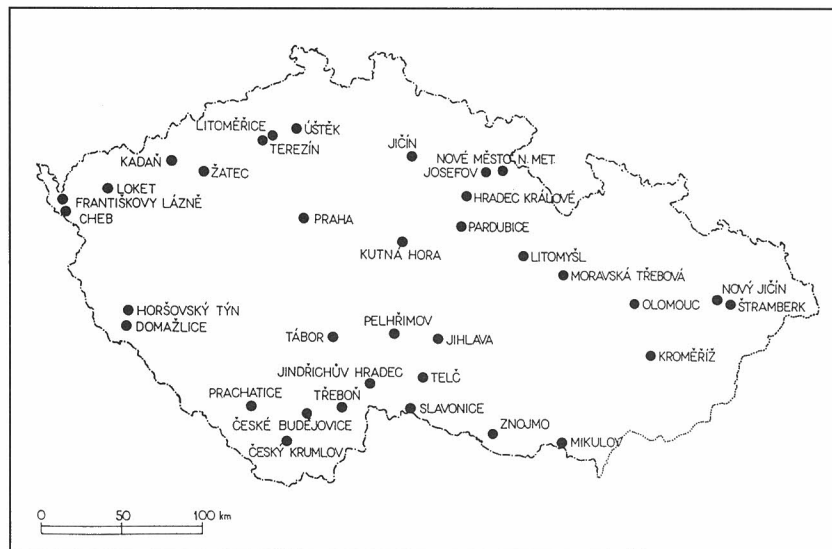 LITOMĚŘICE
ÚŠTĚK
TEREZÍN
KADAŇ
ŽATEC
JIČÍN
NOVÉ MĚSTO N. MET.
JOSEFOV
LOKET
FRANTIŠKOVY LÁZNĚ
CHEB
HRADEC KRÁLOVÉ
PRAHA
PARDUBICE
KUTNÁ HORA
LITOMYŠL
MORAVSKÁ TŘEBOVÁ
NOVÝ JIČÍN
OLOMOUC
ŠTRAMBERK
HORŠOVSKÝ TÝN
DOMAŽLICE
PELHŘIMOV
TÁBOR
JIHLAVA
KROMĚŘÍŽ
JINDŘICHŮV HRADEC
TELČ
PRACHATICE
TŘEBOŇ
SLAVONICE
ČESKÉ BUDĚJOVICE
ZNOJMO
ČESKÝ KRUMLOV
MIKULOV
0 50 100 km